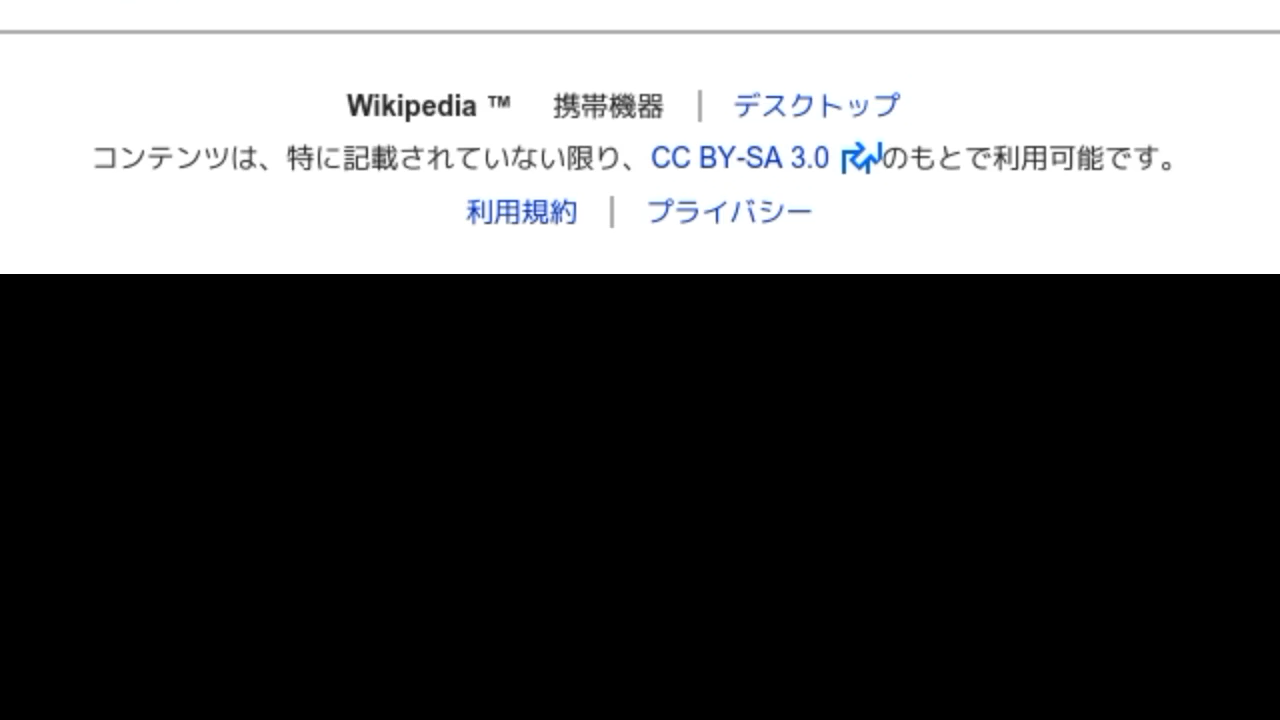 Wikipedia ™ 携帯機器 | デスクトップ
コンテンツは、特に記載されていない限り、CC BY-SA 3.0 のもとで利用可能です。
利用規約 | プライバシー